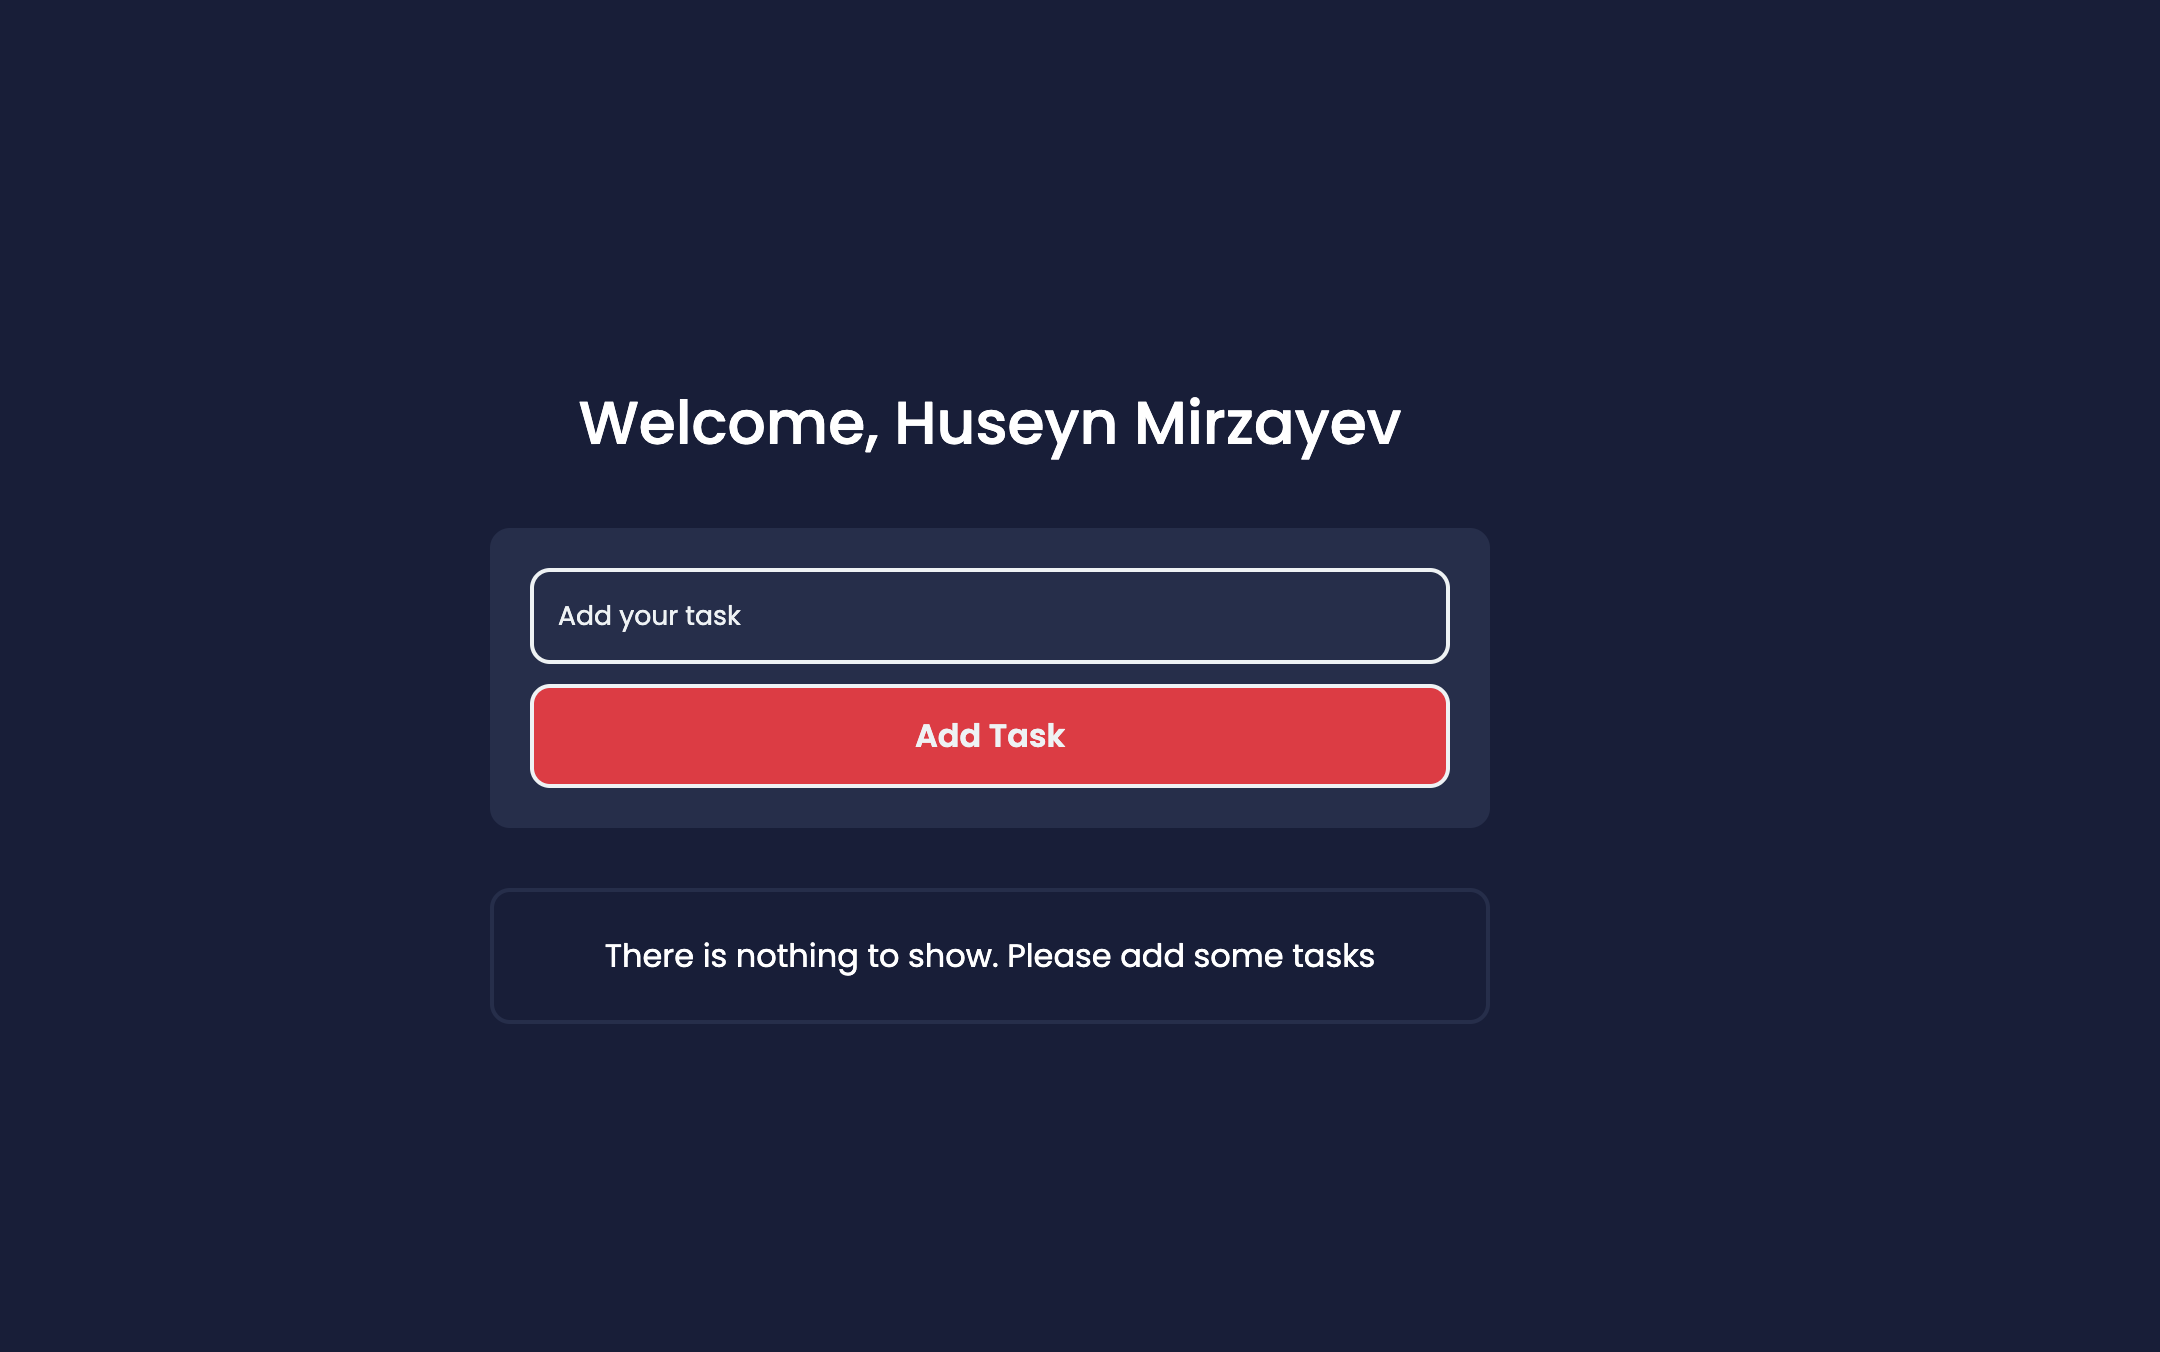 Welcome, Huseyn Mirzayev
Add your task
Add Task
There is nothing to show. Please add some tasks